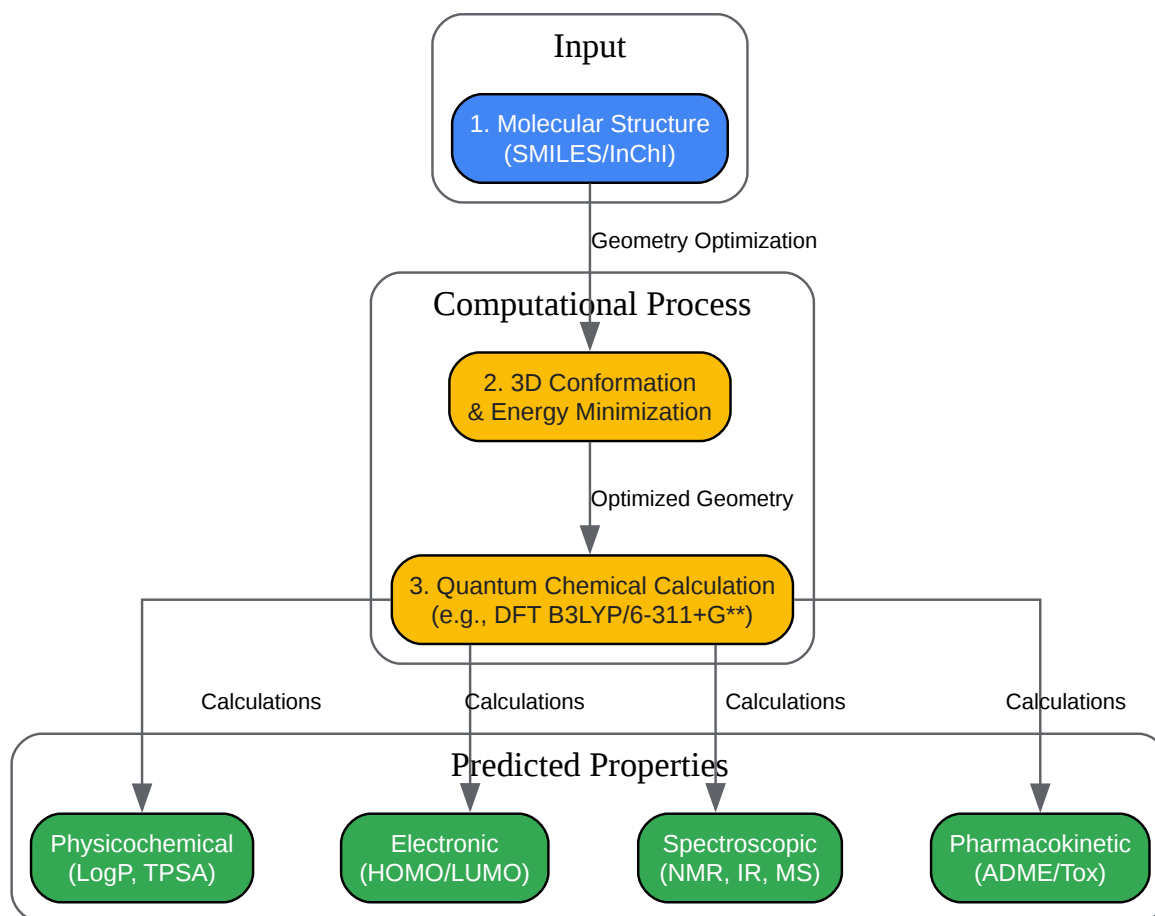 Input
1. Molecular Structure
(SMILES/InChI)
Geometry Optimization
Computational Process
2. 3D Conformation
& Energy Minimization
Optimized Geometry
3. Quantum Chemical Calculation
(e.g., DFT B3LYP/6-311+G**)
Calculations
Calculations
Calculations
Calculations
Predicted Properties
Physicochemical
(LogP, TPSA)
Electronic
(HOMO/LUMO)
Spectroscopic
(NMR, IR, MS)
Pharmacokinetic
(ADME/Tox)